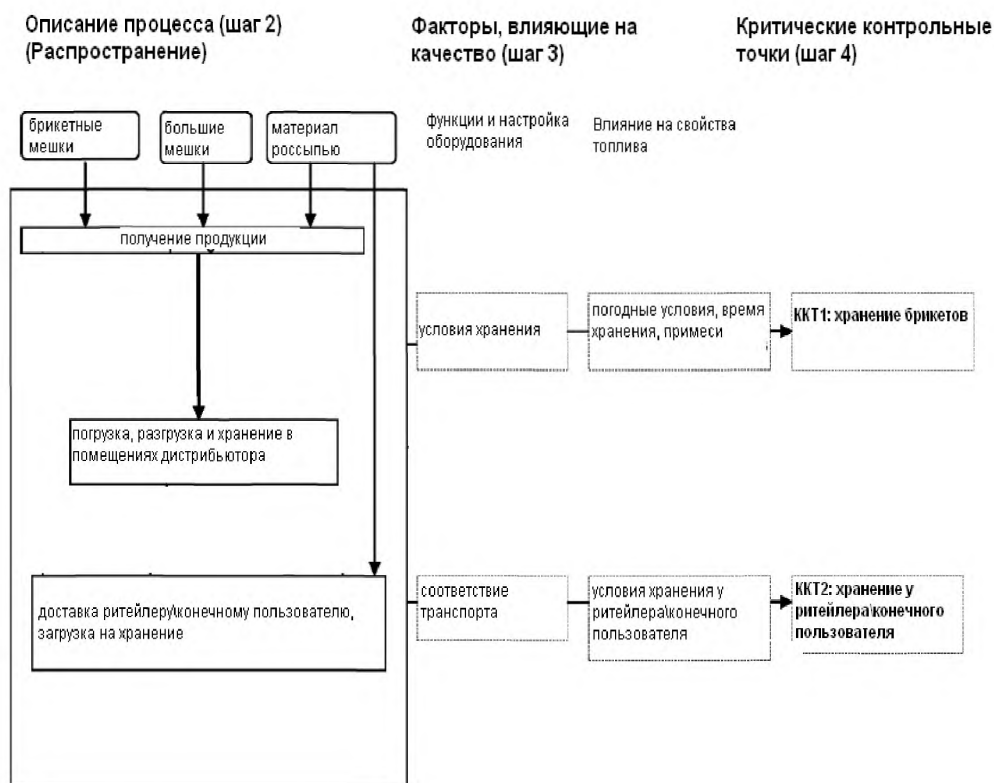 Описание процесса (шаг 2)
(Распространение)
Факторы, влияющие на
качество (шаг 3)
Критические контрольные
точки (шаг 4)
брикетные
мешки
большие
мешки
материал
россыпью
функции и настройка
оборудования
Влияние на свойства
топлива
получение продукции
условия хранения
погодные условия, время
хранения, примеси
ККТ1: хранение брикетов
погрузка, разгрузка и хранение в
помещениях дистрибьютора
доставка ритейлеру\конечному пользователю,
загрузка на хранение
соответствие
транспорта
условия хранения у
ритейлера\конечного
пользователя
ККТ2: хранение у
ритейлера\конечного
пользователя